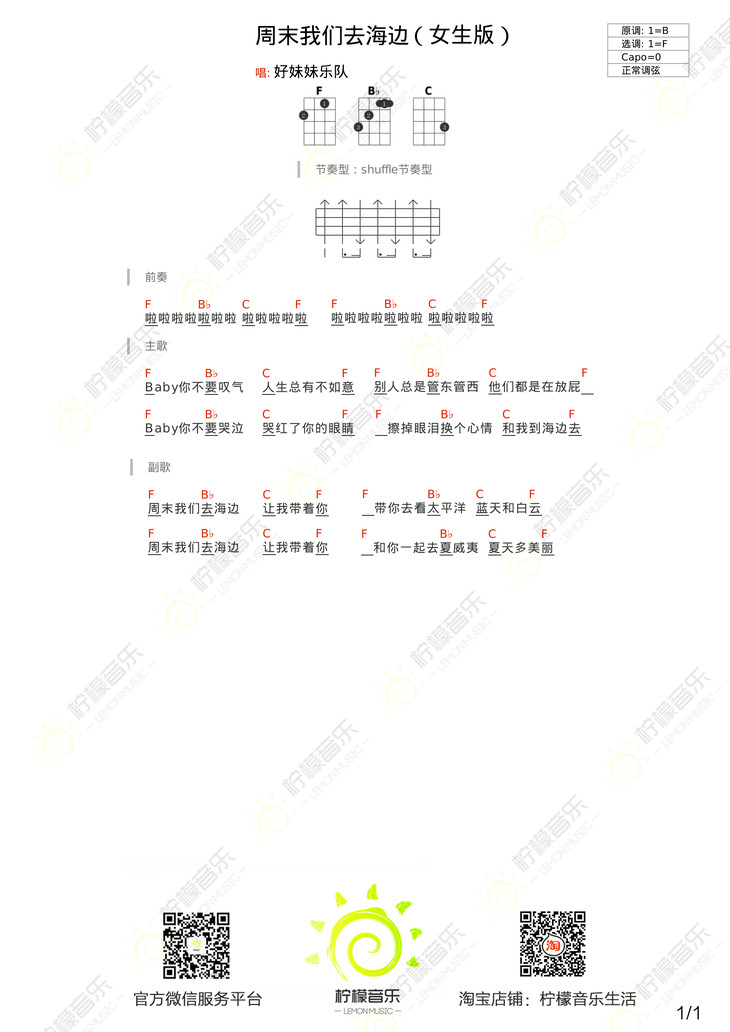 周末我们去海边(女生版)
原调: 1=B
选调: 1=F
Capo=0
正常调弦
唱: 好妹妹乐队
F B♭ C
节奏型：shuffle节奏型
前奏
F B♭ C F F B♭ C F
啦啦啦啦啦啦啦 啦啦啦啦啦 啦啦啦啦啦啦啦 啦啦啦啦啦
主歌
F B♭ C F F B♭ C F
Baby你不要叹气 人生总有不如意 别人总是管东管西 他们都是在放屁__
F B♭ C F F B♭ C F
Baby你不要哭泣 哭红了你的眼睛 __擦掉眼泪换个心情 和我到海边去
副歌
F B♭ C F F B♭ C F
周末我们去海边 让我带着你 __带你去看太平洋 蓝天和白云
F B♭ C F F B♭ C F
周末我们去海边 让我带着你 __和你一起去夏威夷 夏天多美丽
淘
官方微信服务平台
柠檬音乐
—LEMON MUSIC—
淘宝店铺：柠檬音乐生活
1/1